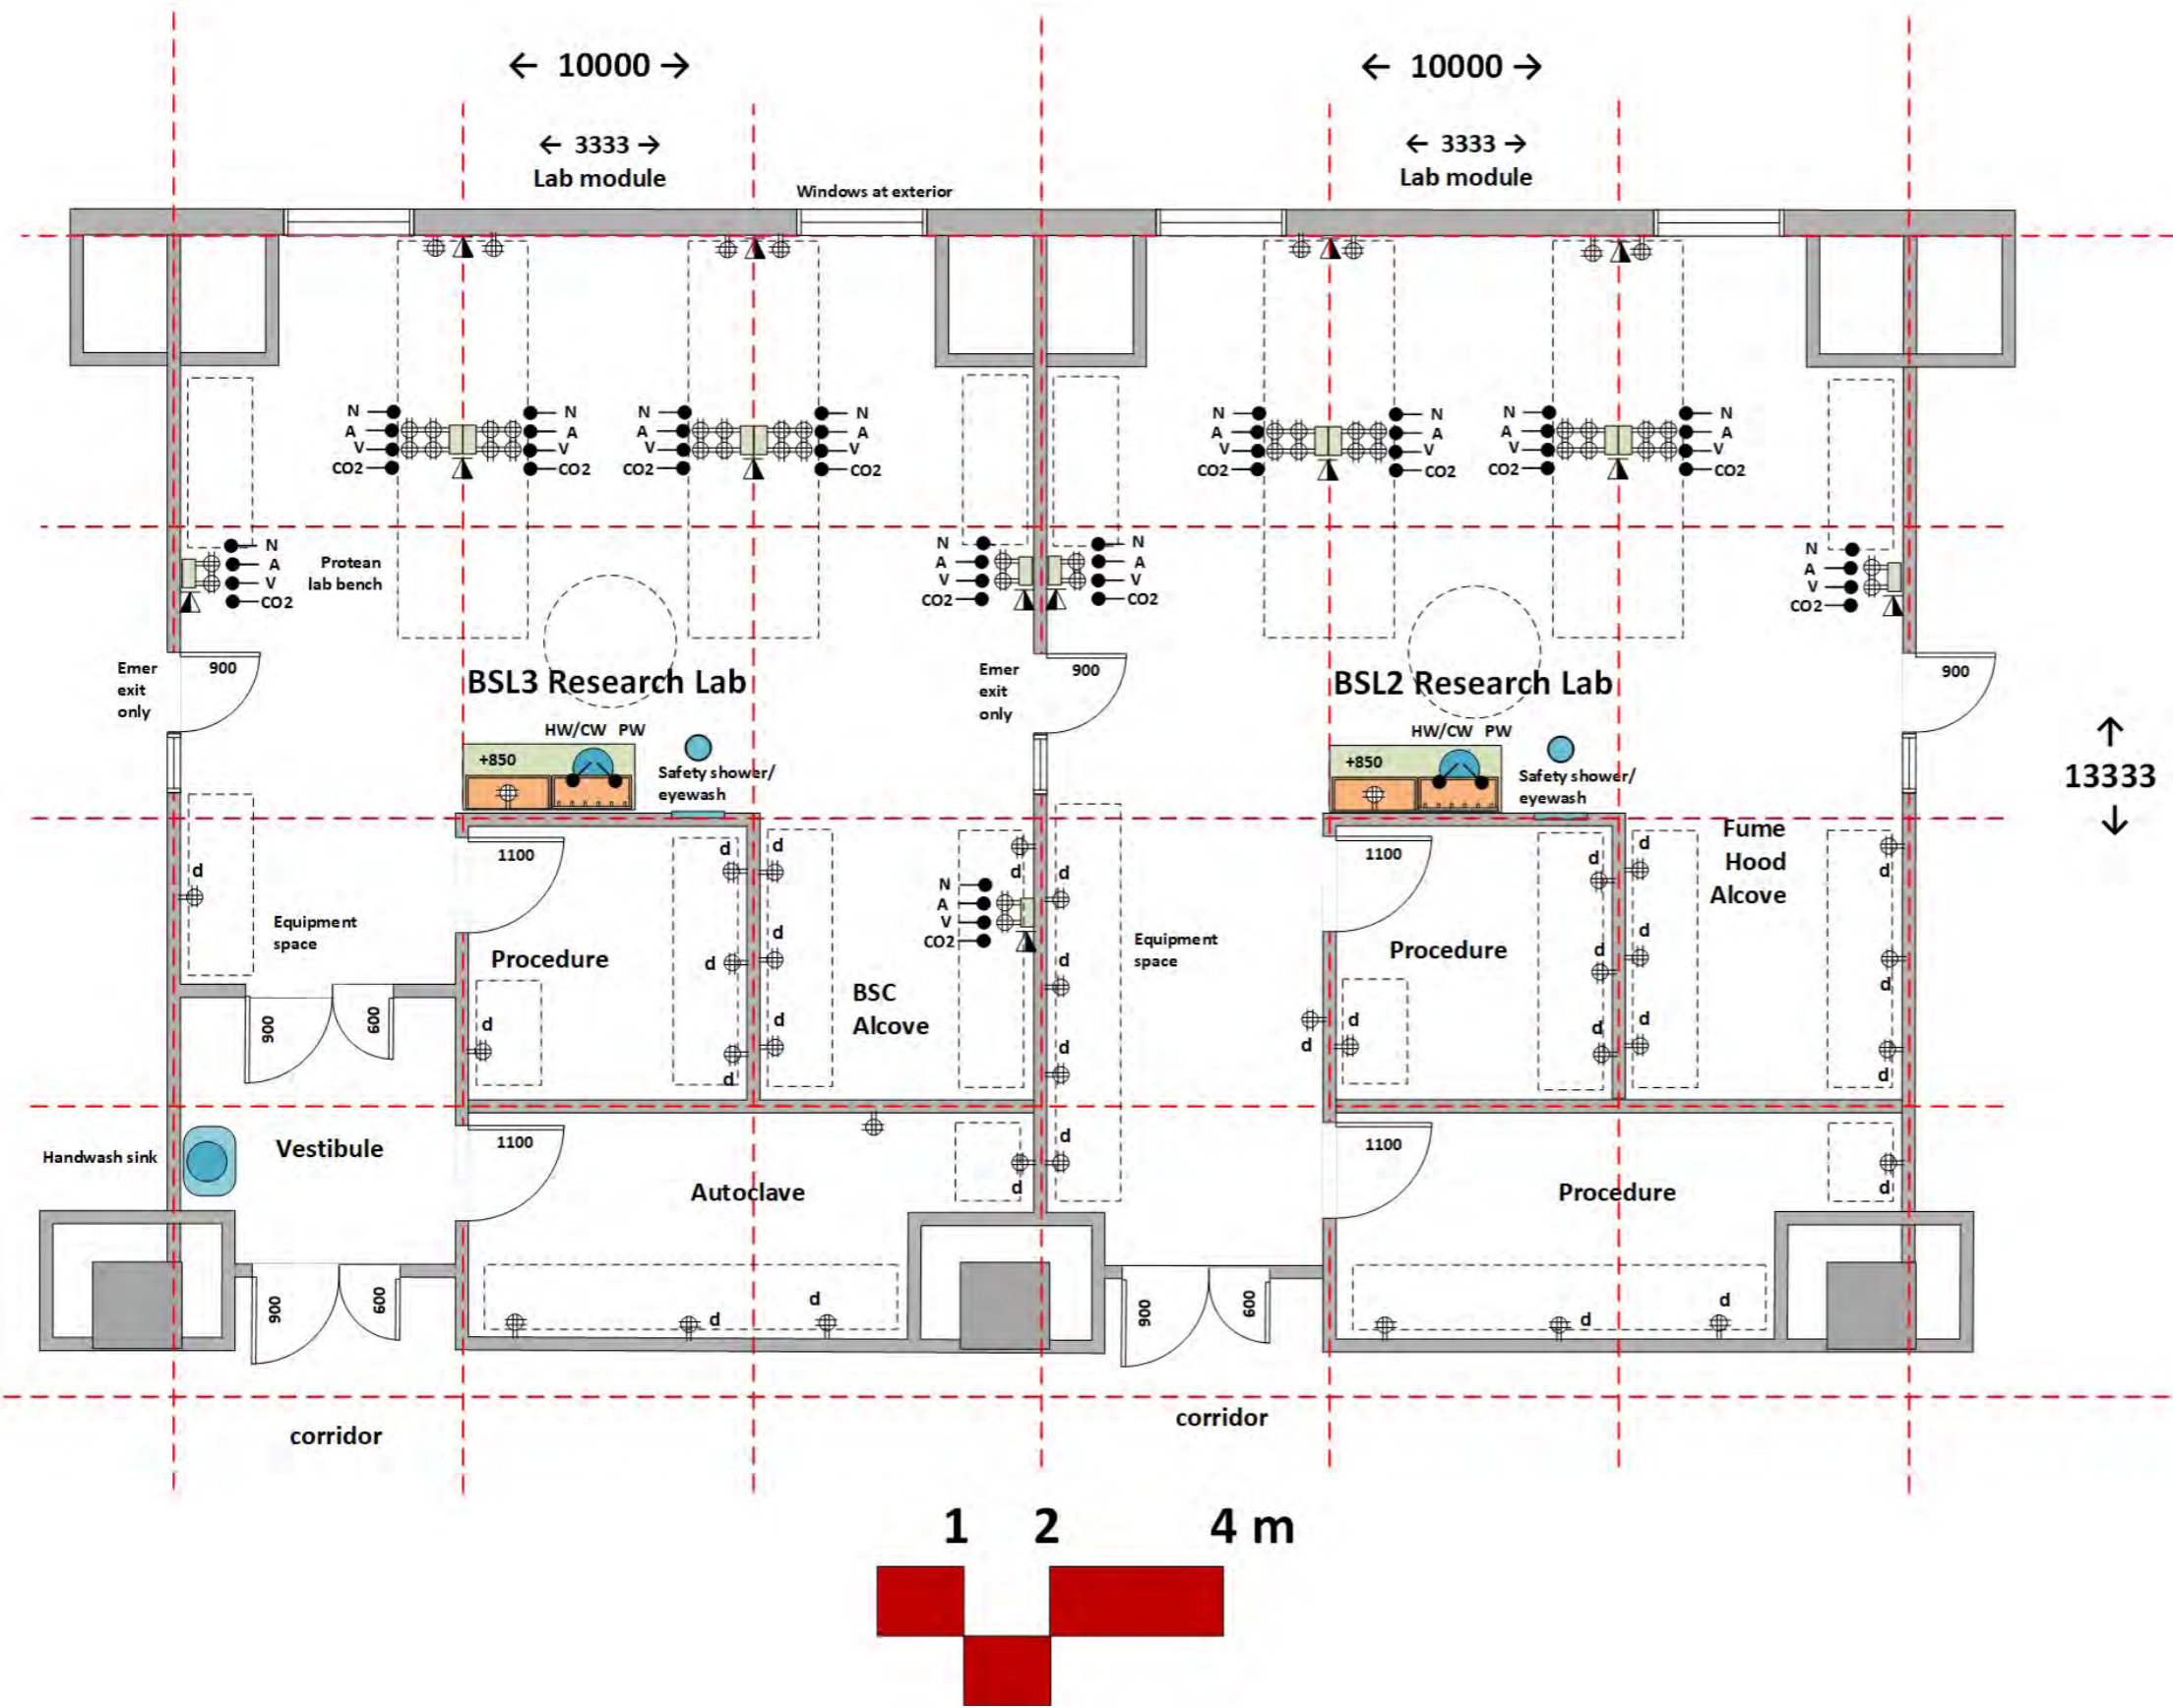 ← 10000 →
← 10000 →
← 3333 →
Lab module
← 3333 →
Lab module
Windows at exterior
N
N
N
N
N
N
N
N
A
A
A
A
A
A
A
A
V
V
V
V
V
V
V
V
CO2
CO2
CO2
CO2
CO2
CO2
CO2
CO2
N
A
V
CO2
Protean
lab bench
N
A
V
CO2
N
A
V
CO2
N
A
V
CO2
Emer
exit
only
900
BSL3 Research Lab
Emer
exit
only
900
BSL2 Research Lab
900
↑
13333
↓
HW/CW PW
+850
Safety shower/
eyewash
HW/CW PW
+850
Safety shower/
eyewash
1100
d
d
d
Equipment
space
Procedure
d
d
d
d
d
d
BSC
Alcove
d
N
A
V
CO2
d
d
d
d
Equipment
space
1100
Procedure
d
d
d
d
d
d
d
d
Fume
Hood
Alcove
d
d
d
900
600
Handwash sink
Vestibule
1100
Autoclave
d
1100
Procedure
d
900
600
d
d
900
600
d
d
corridor
corridor
1 2 4 m